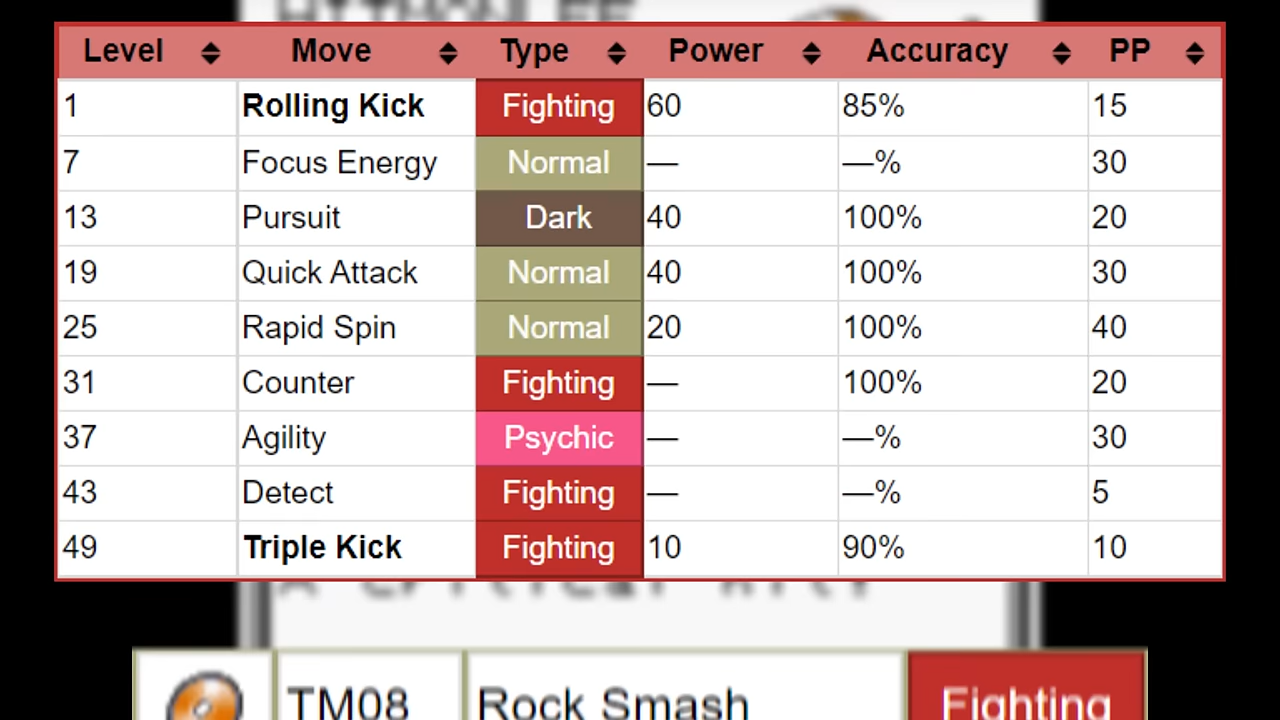 Level Move Type Power Accuracy PP
1 Rolling Kick Fighting 60 85% 15
7 Focus Energy Normal — —% 30
13 Pursuit Dark 40 100% 20
19 Quick Attack Normal 40 100% 30
25 Rapid Spin Normal 20 100% 40
31 Counter Fighting — 100% 20
37 Agility Psychic — —% 30
43 Detect Fighting — —% 5
49 Triple Kick Fighting 10 90% 10
TM08 Rock Smash Fighting